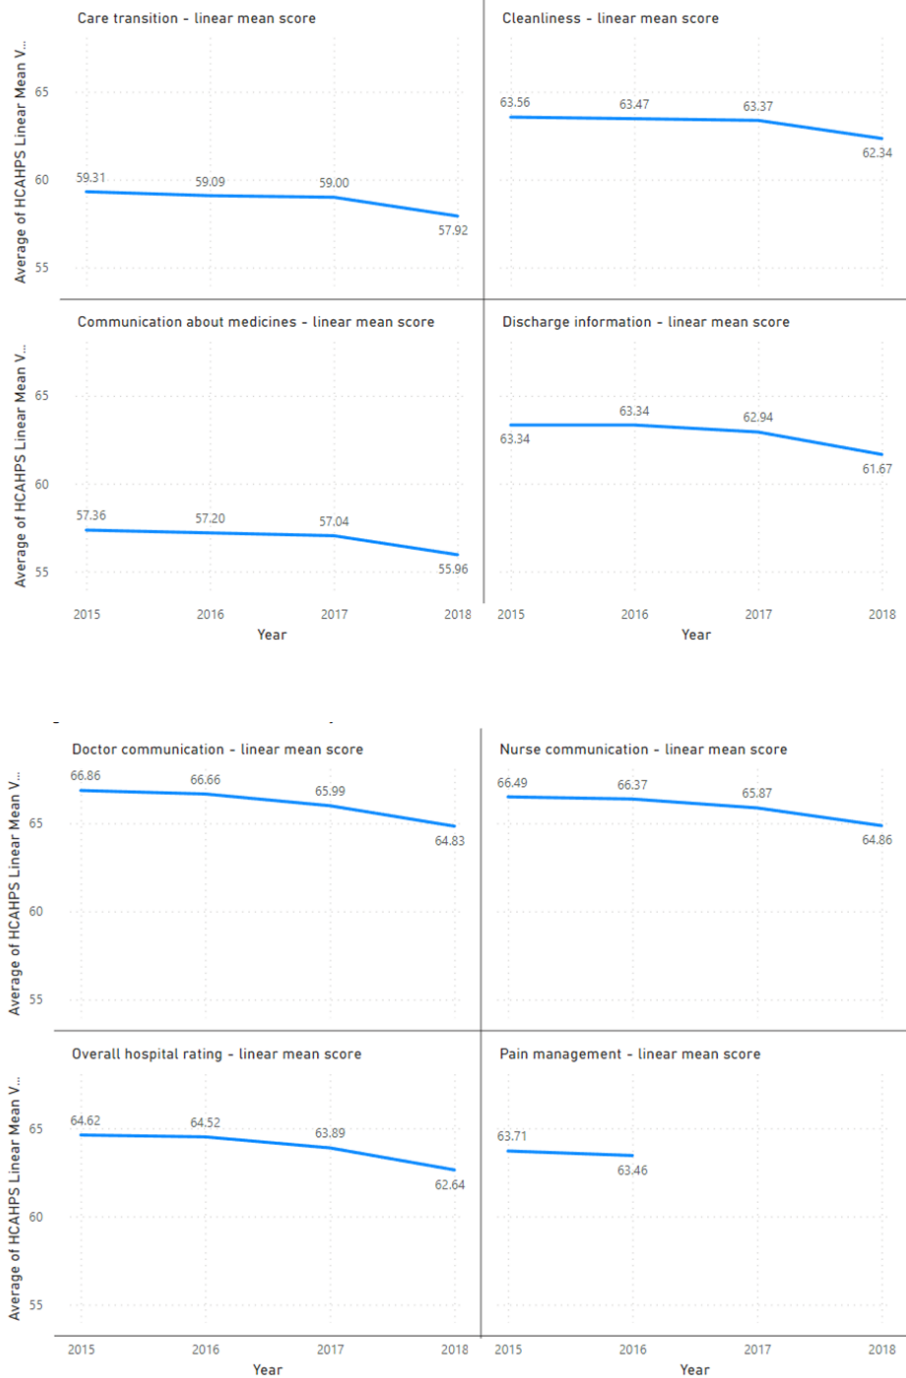 Care transition - linear mean score
Average of HCAHPS Linear Mean V...
65
60
55
59.31
59.09
59.00
57.92
Cleanliness - linear mean score
63.56
63.47
63.37
62.34
Communication about medicines - linear mean score
Average of HCAHPS Linear Mean V...
65
60
55
57.36
57.20
57.04
55.96
2015 2016 2017 2018
Year
Discharge information - linear mean score
63.34
63.34
62.94
61.67
2015 2016 2017 2018
Year
Doctor communication - linear mean score
Average of HCAHPS Linear Mean V...
65
60
55
66.86
66.66
65.99
64.83
Nurse communication - linear mean score
66.49
66.37
65.87
64.86
Overall hospital rating - linear mean score
Average of HCAHPS Linear Mean V...
65
60
55
64.62
64.52
63.89
62.64
2015 2016 2017 2018
Year
Pain management - linear mean score
63.71
63.46
2015 2016 2017 2018
Year